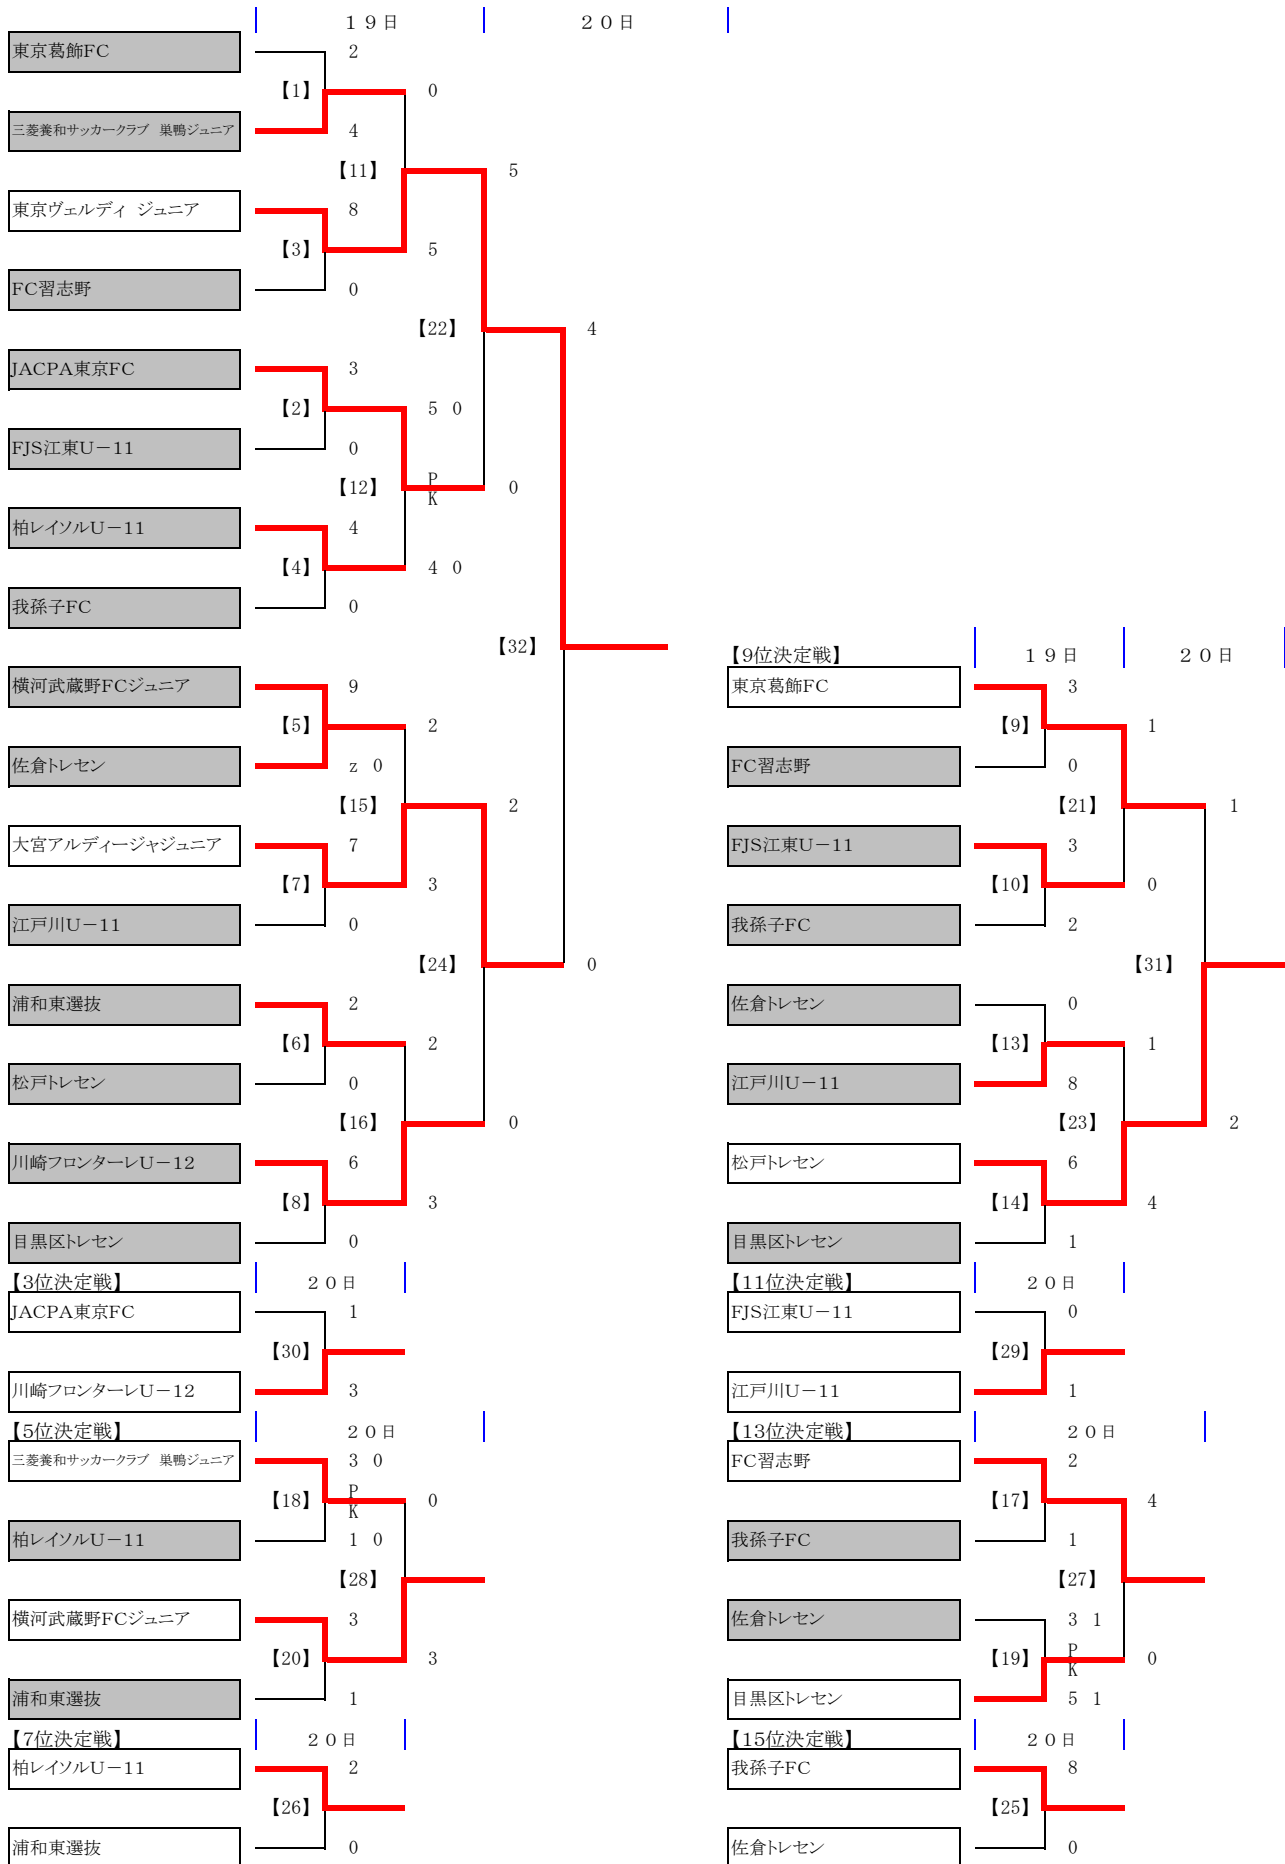 １９日 ２０日
東京葛飾FC 2
【1】 0
三菱養和サッカークラブ　巣鴨ジュニア 4
【11】 5
東京ヴェルディ ジュニア 8
【3】 5
FC習志野 0
【22】 4
JACPA東京FC 3
【2】 5 0
FJS江東U－11 0
【12】 PK 0
柏レイソルU－11 4
【4】 4 0
我孫子FC 0
【32】
横河武蔵野FCジュニア 9
【5】 2
佐倉トレセン z 0
【15】 2
大宮アルディージャジュニア 7
【7】 3
江戸川U－11 0
【24】 0
浦和東選抜 2
【6】 2
松戸トレセン 0
【16】 0
川崎フロンターレU－12 6
【8】 3
目黒区トレセン 0
【3位決定戦】 ２０日
JACPA東京FC 1
【30】
川崎フロンターレU－12 3
【5位決定戦】 ２０日
三菱養和サッカークラブ　巣鴨ジュニア 3 0
【18】 PK 0
柏レイソルU－11 1 0
【28】
横河武蔵野FCジュニア 3
【20】 3
浦和東選抜 1
【7位決定戦】 ２０日
柏レイソルU－11 2
【26】
浦和東選抜 0
【9位決定戦】 １９日 ２０日
東京葛飾FC 3
【9】 1
FC習志野 0
【21】 1
FJS江東U－11 3
【10】 0
我孫子FC 2
【31】
佐倉トレセン 0
【13】 1
江戸川U－11 8
【23】 2
松戸トレセン 6
【14】 4
目黒区トレセン 1
【11位決定戦】 ２０日
FJS江東U－11 0
【29】
江戸川U－11 1
【13位決定戦】 ２０日
FC習志野 2
【17】 4
我孫子FC 1
【27】
佐倉トレセン 3 1
【19】 PK 0
目黒区トレセン 5 1
【15位決定戦】 ２０日
我孫子FC 8
【25】
佐倉トレセン 0